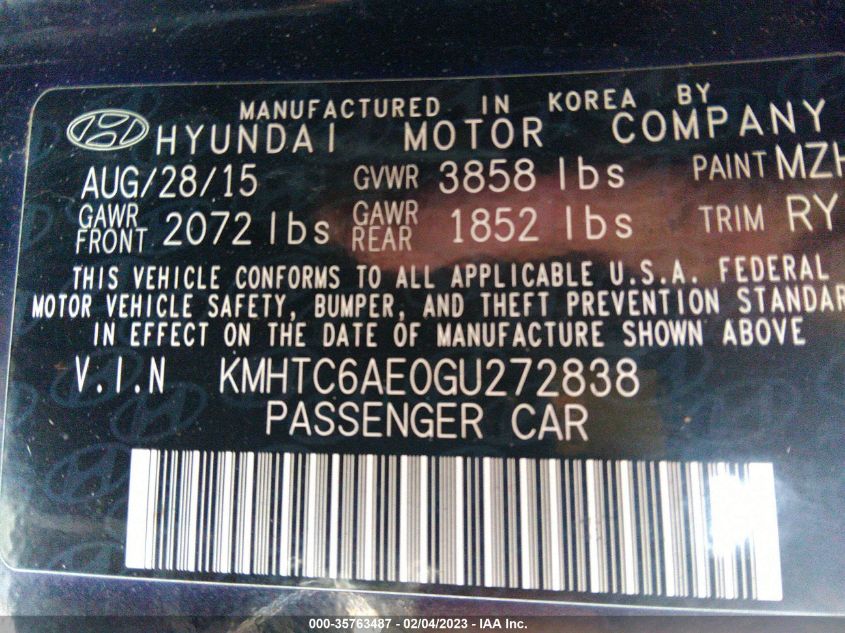 MANUFACTURED IN KOREA BY
HYUNDAI MOTOR COMPANY
AUG/28/15 GVWR 3858 lbs PAINT MZH
GAWR FRONT 2072 lbs GAWR REAR 1852 lbs TRIM RY
THIS VEHICLE CONFORMS TO ALL APPLICABLE U.S.A. FEDERAL
MOTOR VEHICLE SAFETY, BUMPER, AND THEFT PREVENTION STANDAR
IN EFFECT ON THE DATE OF MANUFACTURE SHOWN ABOVE
V.I.N KMHTC6AE0GU272838
PASSENGER CAR
000-35763487 - 02/04/2023 - IAA Inc.